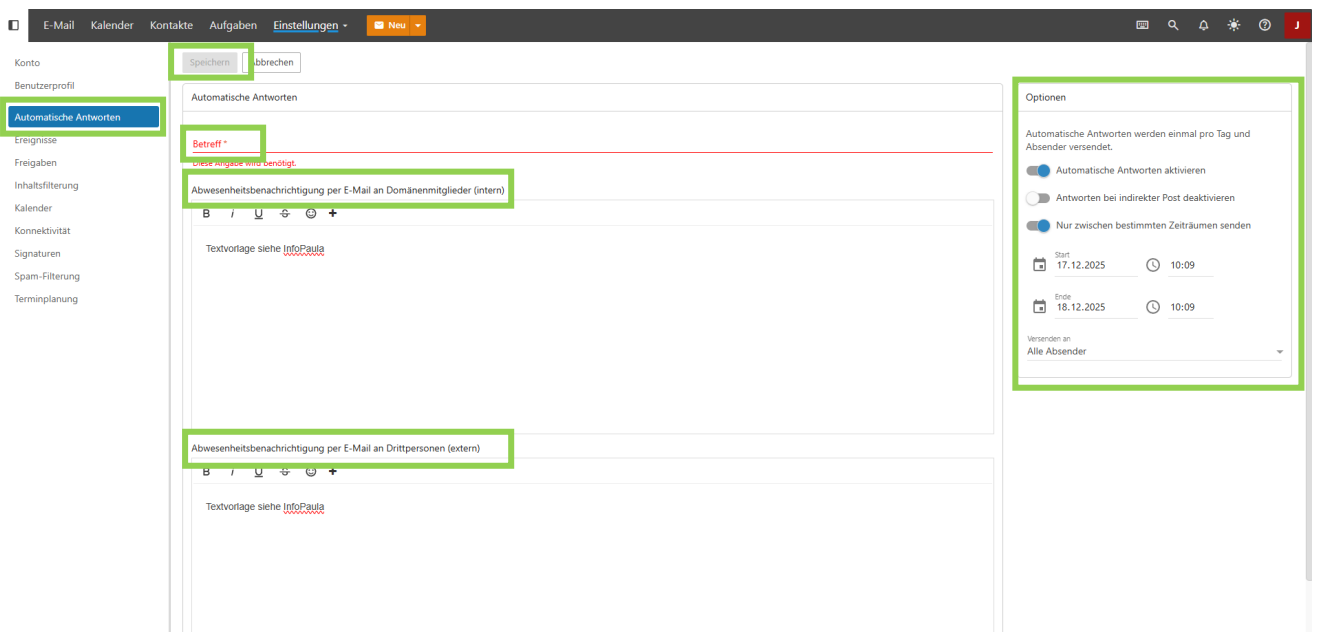 E-Mail Kalender Kontakte Aufgaben Einstellungen Neu J
Konto
Benutzerprofil
Automatische Antworten
Ereignisse
Freigaben
Inhaltsfilterung
Kalender
Konnektivität
Signaturen
Spam-Filterung
Terminplanung
Speichern Abbrechen
Automatische Antworten
Betreff *
Diese Angabe wird benötigt.
Abwesenheitsbenachrichtigung per E-Mail an Domänenmitglieder (intern)
B i U S +
Textvorlage siehe InfoPaula
Abwesenheitsbenachrichtigung per E-Mail an Drittpersonen (extern)
B i U S +
Textvorlage siehe InfoPaula
Optionen
Automatische Antworten werden einmal pro Tag und
Absender versendet.
Automatische Antworten aktivieren
Antworten bei indirekter Post deaktivieren
Nur zwischen bestimmten Zeiträumen senden
Start
17.12.2025 10:09
Ende
18.12.2025 10:09
Versenden an
Alle Absender